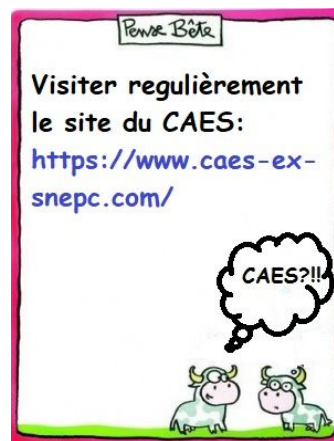 Pense Bête
Visiter regulièrement
le site du CAES:
https://www.caes-ex-
snepc.com/
CAES?!!